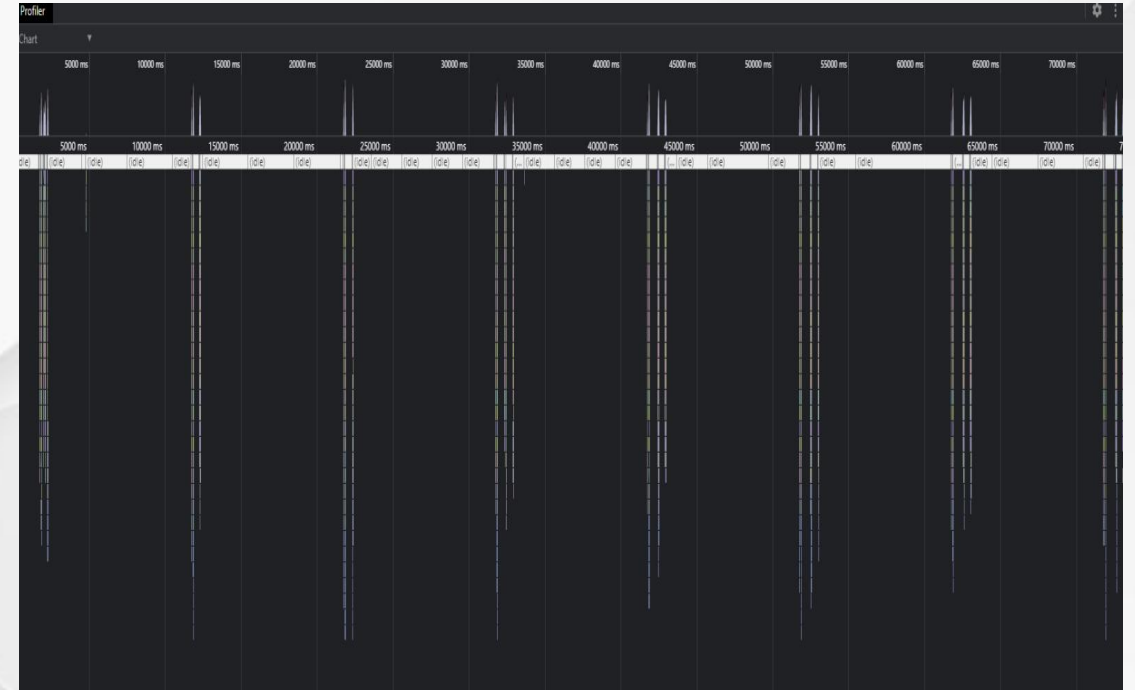 Profiler
Chart
5000 ms 10000 ms 15000 ms 20000 ms 25000 ms 30000 ms 35000 ms 40000 ms 45000 ms 50000 ms 55000 ms 60000 ms 65000 ms 70000 ms
5000 ms 10000 ms 15000 ms 20000 ms 25000 ms 30000 ms 35000 ms 40000 ms 45000 ms 50000 ms 55000 ms 60000 ms 65000 ms 70000 ms 7
dle) (idle) (idle) (idle) (idle) (idle) (idle) (idle) (idle) (idle) (idle) (idle) (idle) (... (idle) (idle) (idle) (idle) (... (idle) (idle) (idle) (idle) (idle) (... (idle) (idle) (idle) (idle)